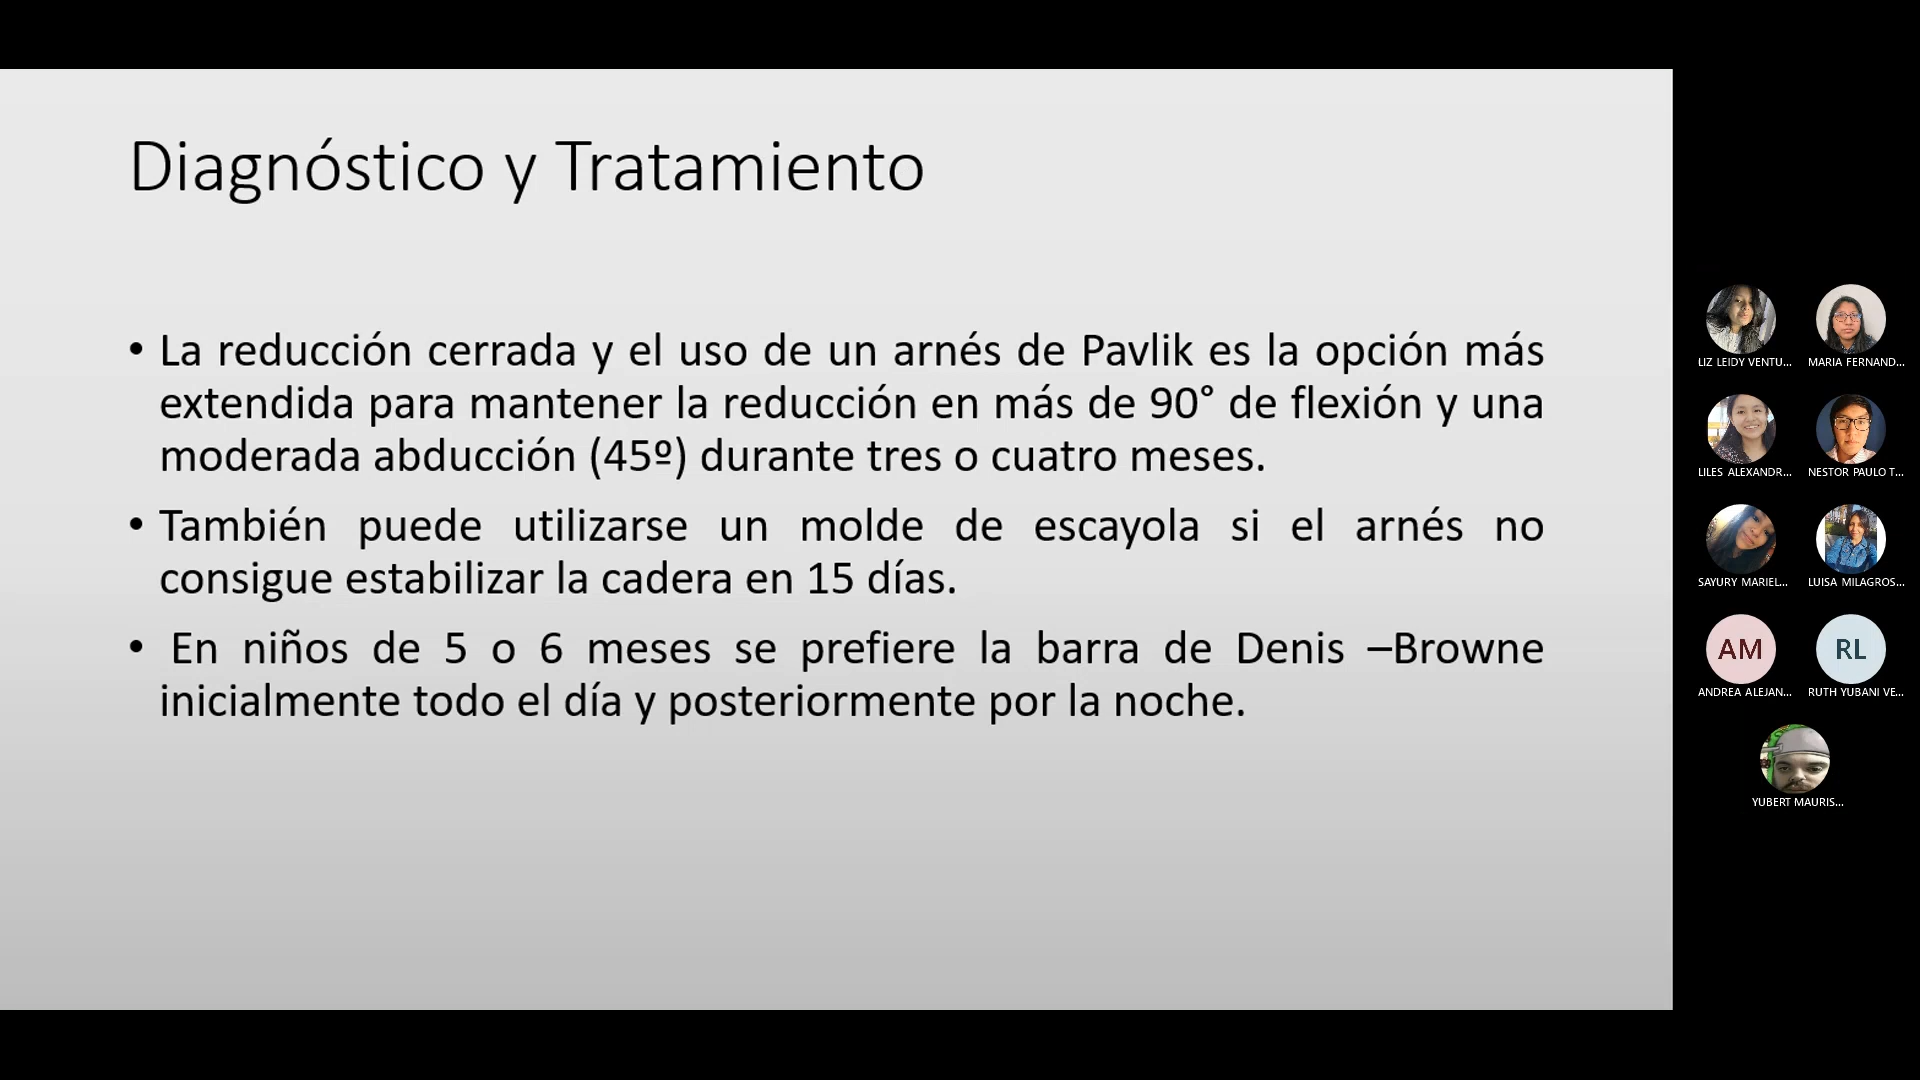 Diagnóstico y Tratamiento
• La reducción cerrada y el uso de un arnés de Pavlik es la opción más
extendida para mantener la reducción en más de 90° de flexión y una
moderada abducción (45º) durante tres o cuatro meses.
• También puede utilizarse un molde de escayola si el arnés no
consigue estabilizar la cadera en 15 días.
• En niños de 5 o 6 meses se prefiere la barra de Denis –Browne
inicialmente todo el día y posteriormente por la noche.
LIZ LEIDY VENTU...
MARIA FERNAND...
LILES ALEXANDR...
NESTOR PAULO T...
SAYURY MARIEL...
LUISA MILAGROS...
AM
RL
ANDREA ALEJAN...
RUTH YUBANI VE...
YUBERT MAURIS...